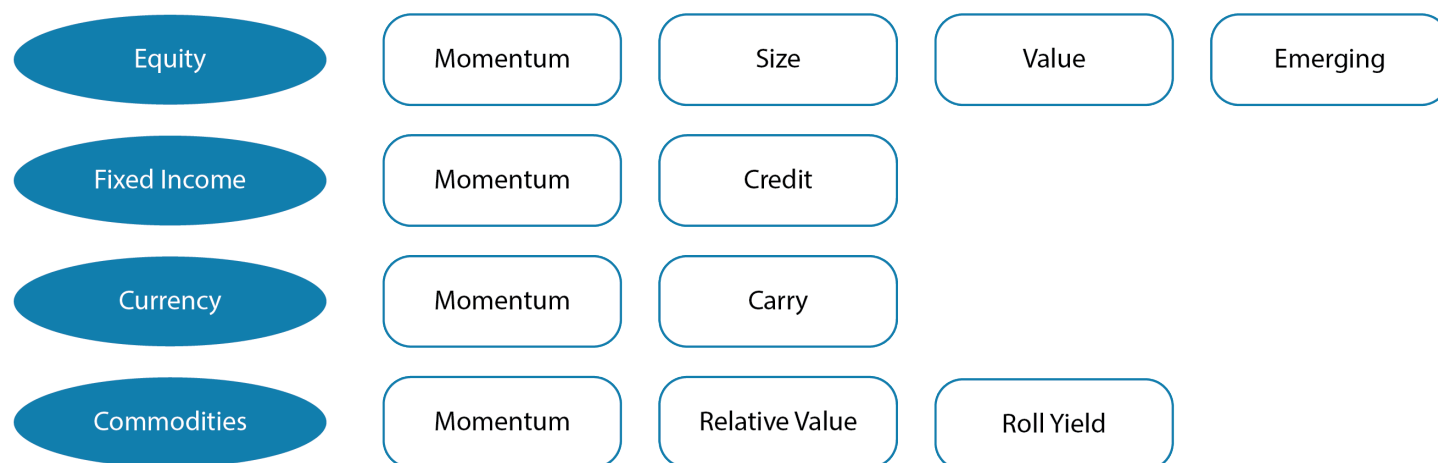 Equity Momentum Size Value Emerging
Fixed Income Momentum Credit
Currency Momentum Carry
Commodities Momentum Relative Value Roll Yield